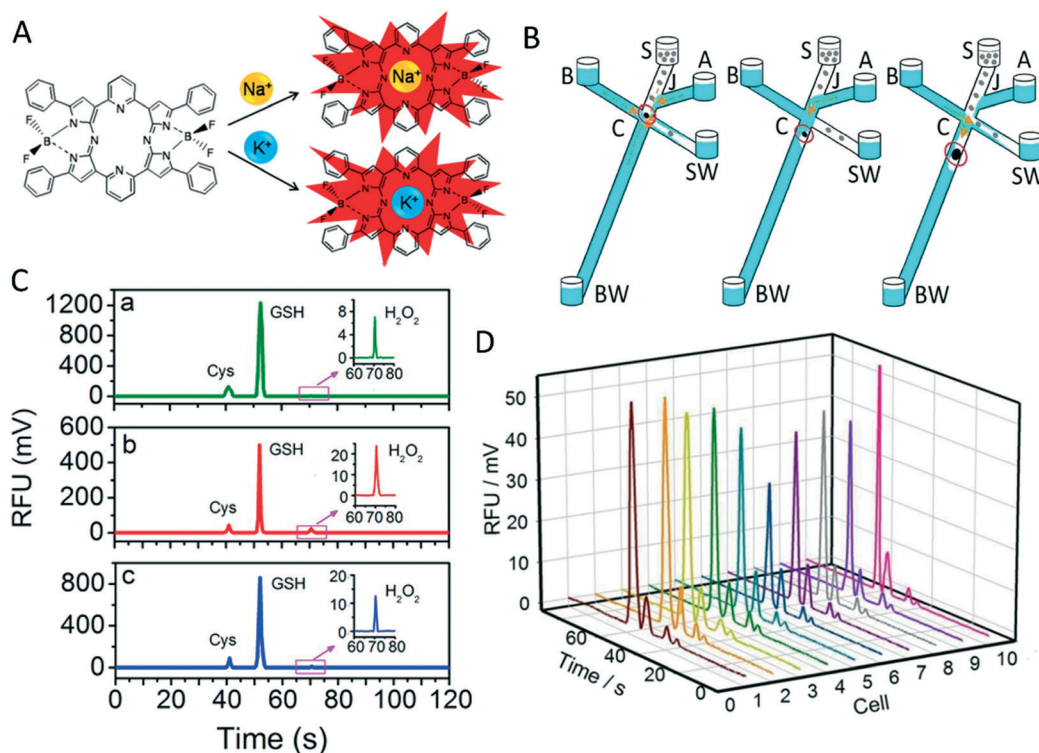 A
F
F
B
N
N
N
N
N
N
N
N
B
F
F
Na⁺
K⁺
F
F
B
N
N
N
N
Na⁺
N
N
N
N
B
F
F
F
F
B
N
N
N
N
K⁺
N
N
N
N
B
F
F
B
S
A
B
J
C
SW
BW
S
A
B
J
C
SW
BW
S
A
B
J
C
SW
BW
C
RFU (mV)
1200
800
400
0
a
Cys
GSH
H₂O₂
8
4
0
60 70 80
600
400
200
0
b
Cys
GSH
H₂O₂
20
10
0
60 70 80
800
400
0
c
Cys
GSH
H₂O₂
20
10
0
60 70 80
0 20 40 60 80 100 120
Time (s)
D
RFU / mV
50
40
30
20
10
0
60
40
20
0
Time / s
0 1 2 3 4 5 6 7 8 9 10
Cell